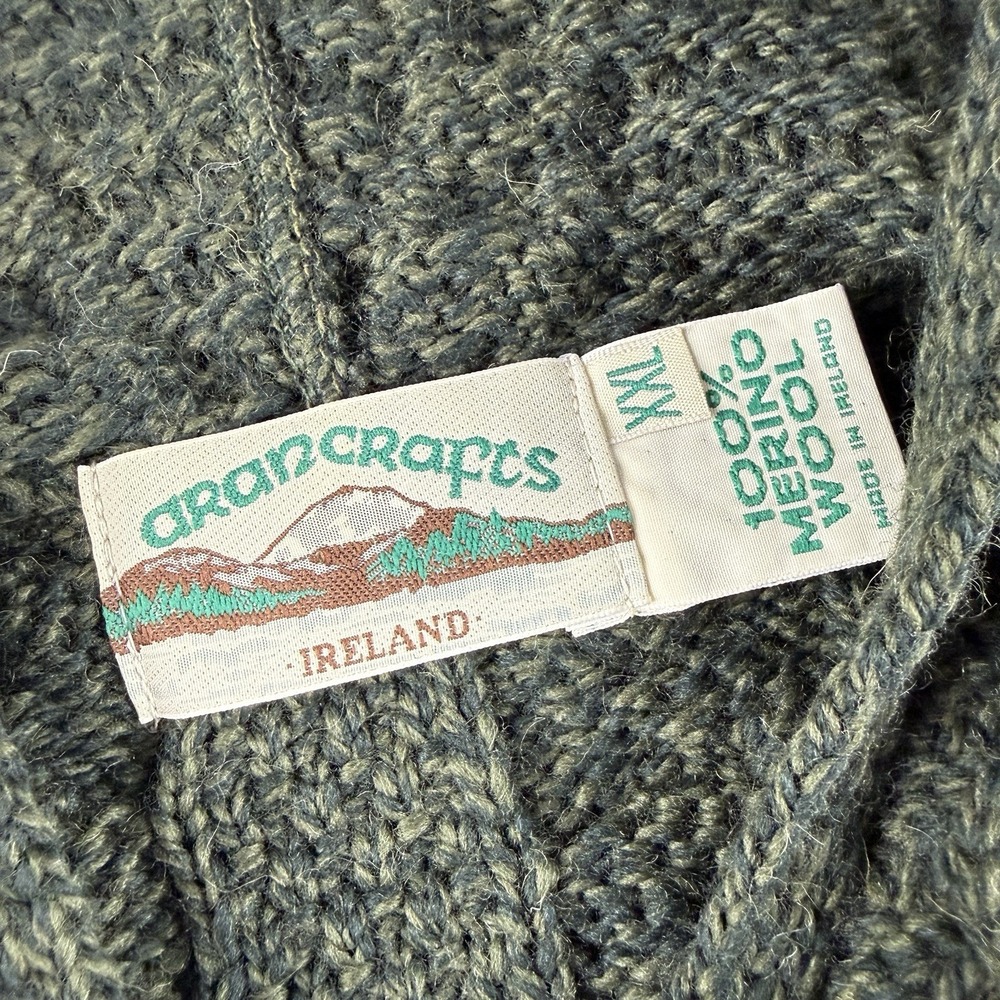 aranCrafts
·IRELAND·
XXL
100%
MERINO
WOOL
MADE IN IRELAND